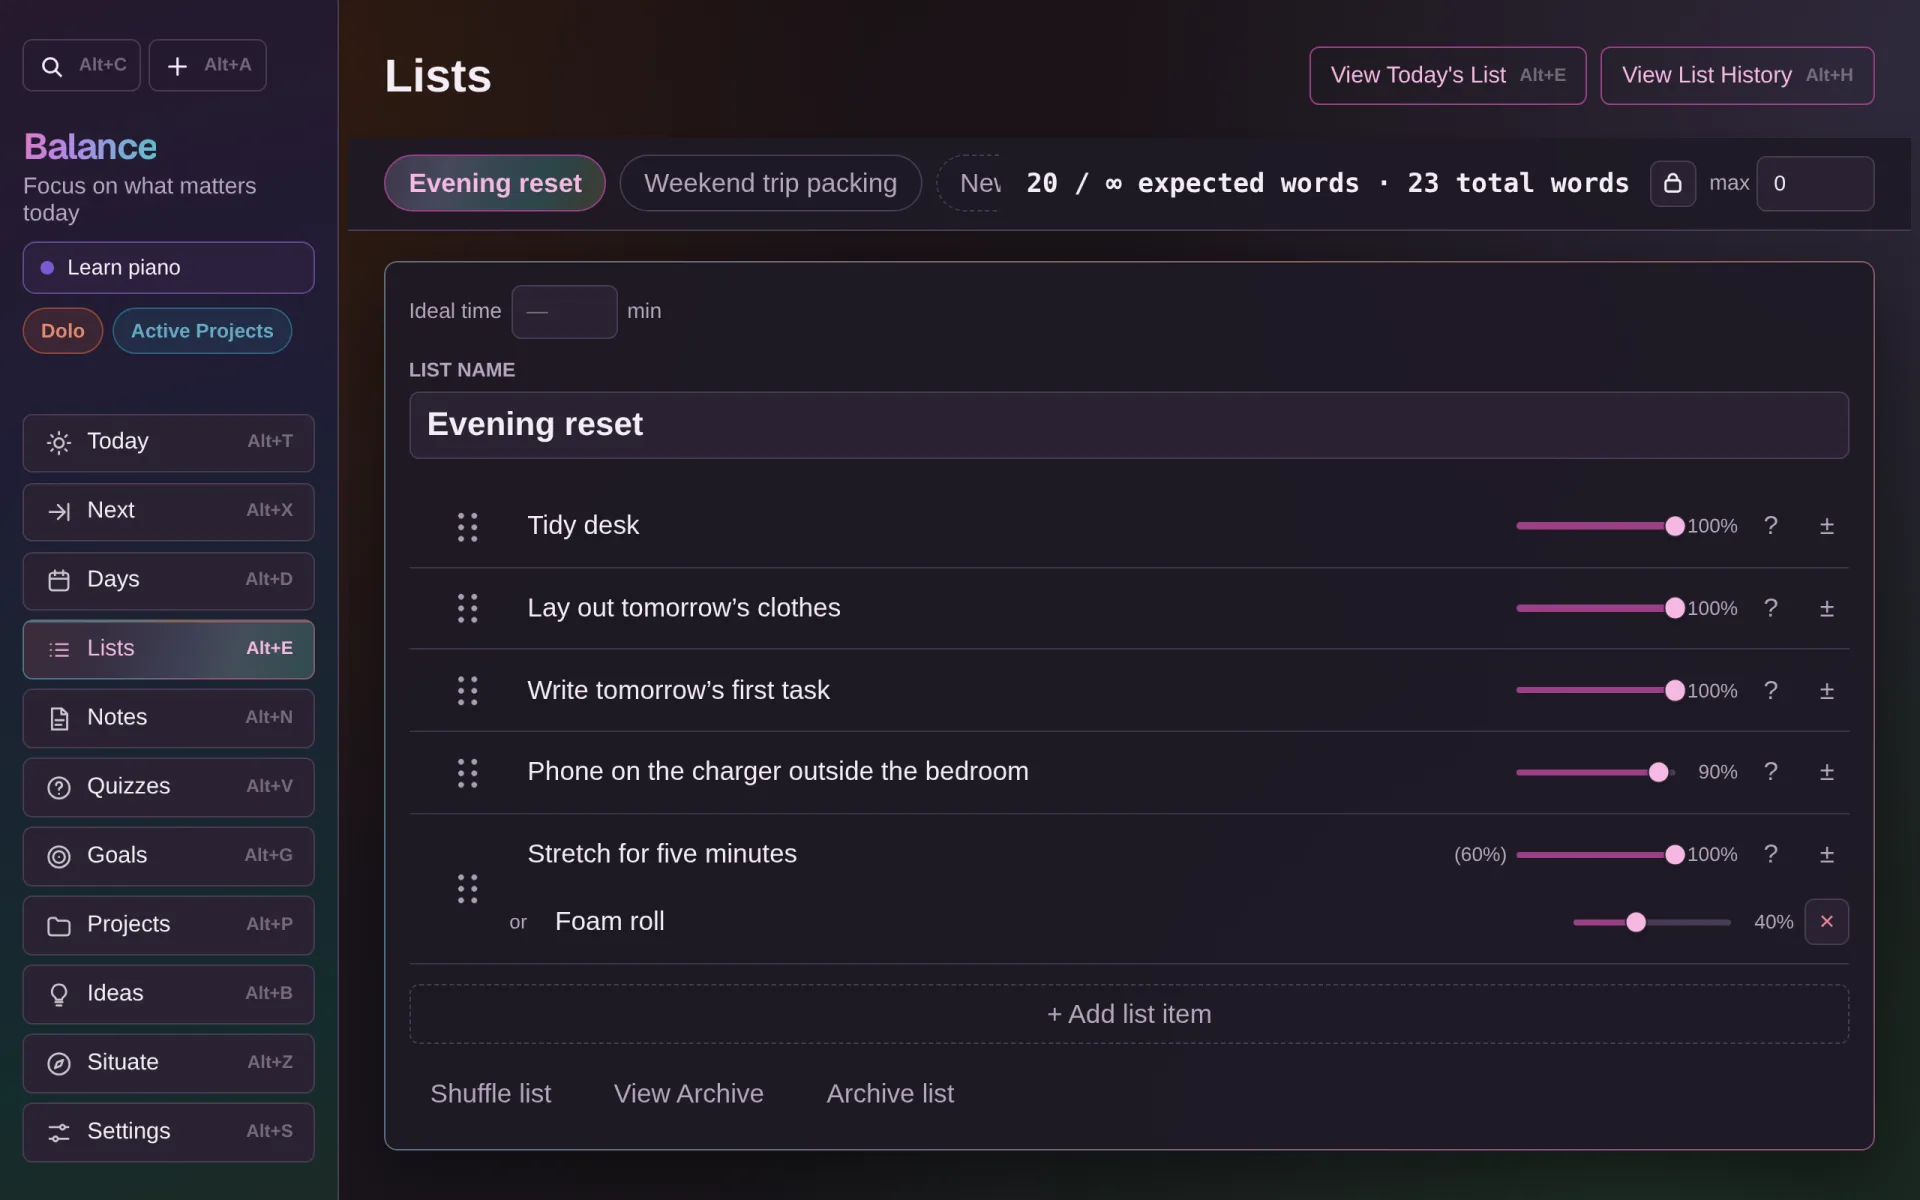 Alt+C
Alt+A
Balance
Focus on what matters
today
Learn piano
Dolo
Active Projects
Today Alt+T
Next Alt+X
Days Alt+D
Lists Alt+E
Notes Alt+N
Quizzes Alt+V
Goals Alt+G
Projects Alt+P
Ideas Alt+B
Situate Alt+Z
Settings Alt+S
Lists
View Today's List Alt+E
View List History Alt+H
Evening reset
Weekend trip packing
20 / ∞ expected words · 23 total words
max 0
Ideal time — min
LIST NAME
Evening reset
Tidy desk 100% ? ±
Lay out tomorrow’s clothes 100% ? ±
Write tomorrow’s first task 100% ? ±
Phone on the charger outside the bedroom 90% ? ±
Stretch for five minutes (60%) 100% ? ±
or Foam roll 40% ×
+ Add list item
Shuffle list View Archive Archive list